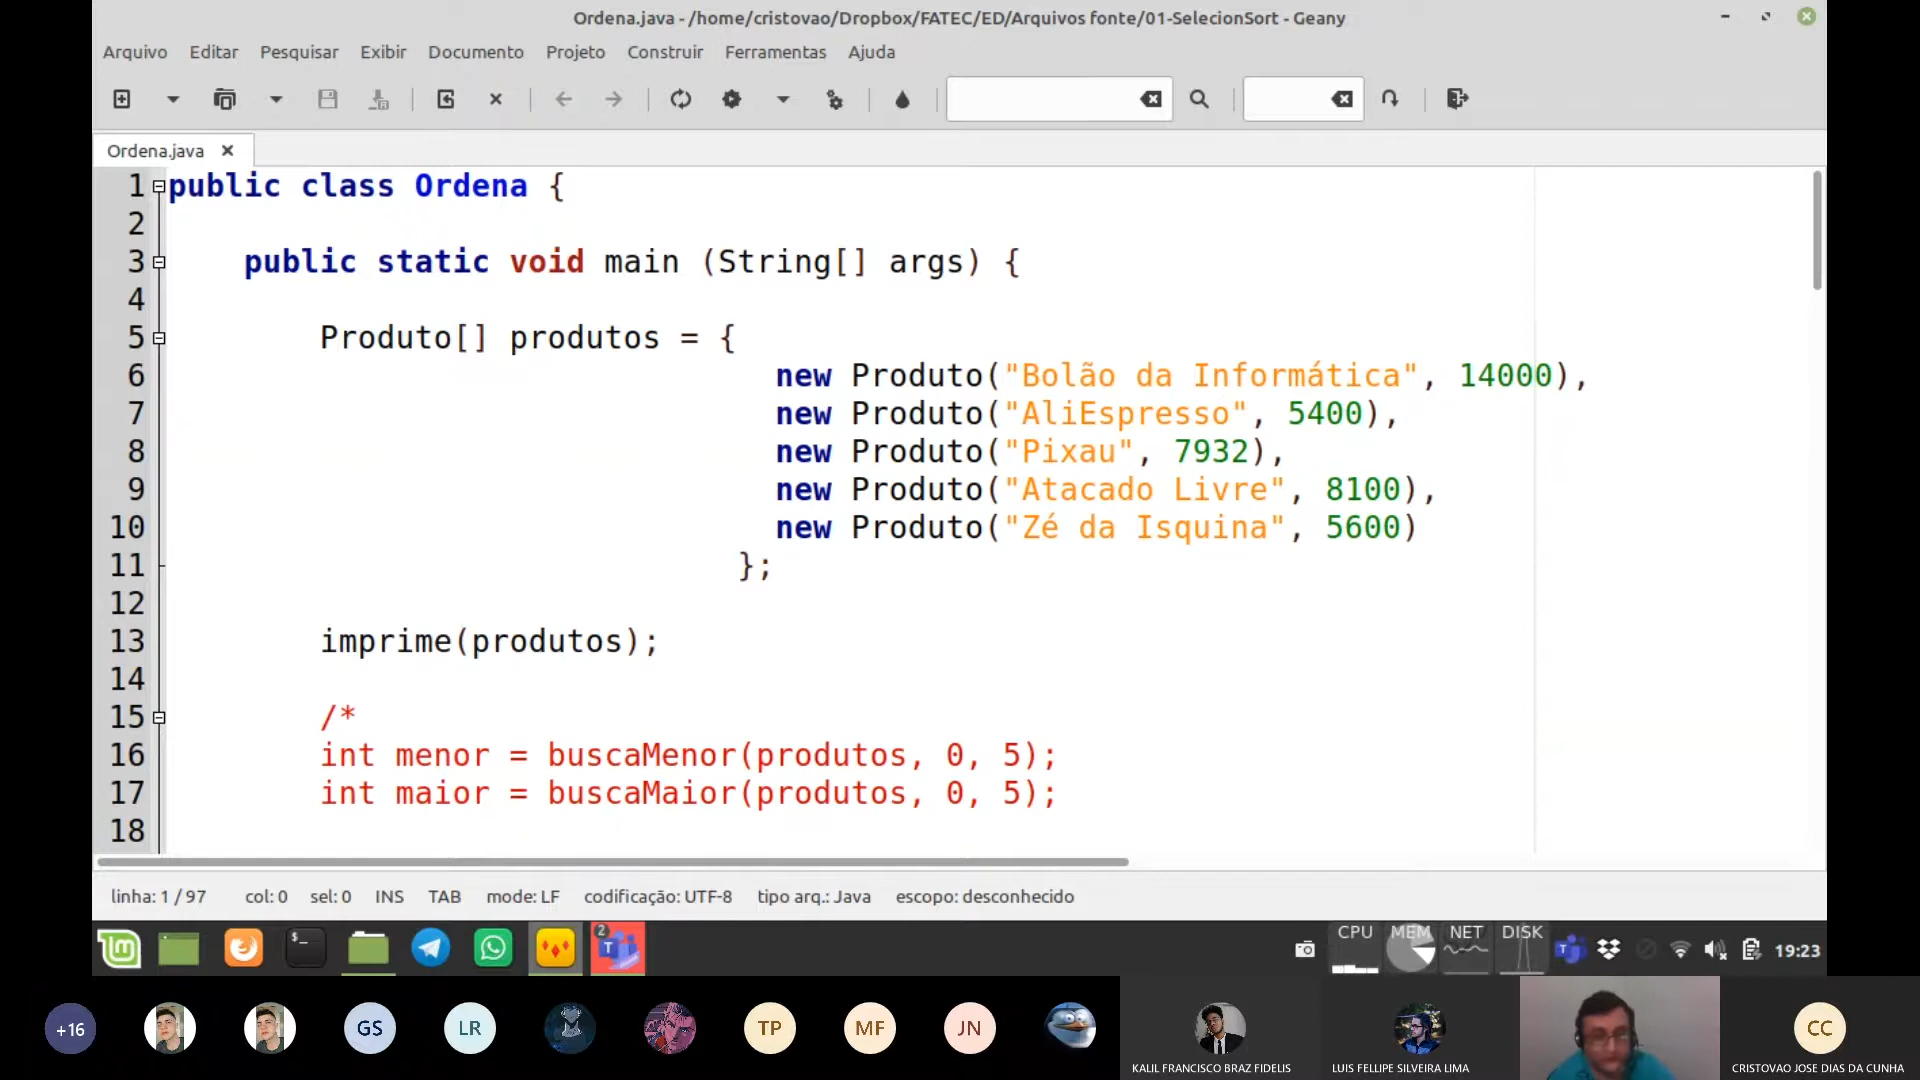 Ordena.java - /home/cristovao/Dropbox/FATEC/ED/Arquivos fonte/01-SelecionSort - Geany
Arquivo Editar Pesquisar Exibir Documento Projeto Construir Ferramentas Ajuda
Ordena.java
1 public class Ordena {
2
3 public static void main (String[] args) {
4
5 Produto[] produtos = {
6 new Produto("Bolão da Informática", 14000),
7 new Produto("AliEspresso", 5400),
8 new Produto("Pixau", 7932),
9 new Produto("Atacado Livre", 8100),
10 new Produto("Zé da Isquina", 5600)
11 };
12
13 imprime(produtos);
14
15 /*
16 int menor = buscaMenor(produtos, 0, 5);
17 int maior = buscaMaior(produtos, 0, 5);
18
linha: 1 / 97 col: 0 sel: 0 INS TAB mode: LF codificação: UTF-8 tipo arq.: Java escopo: desconhecido
lm $_ 2 T CPU MEM NET DISK T 19:23
+16 GS LR TP MF JN CC
KALIL FRANCISCO BRAZ FIDELIS LUIS FELLIPE SILVEIRA LIMA CRISTOVAO JOSE DIAS DA CUNHA